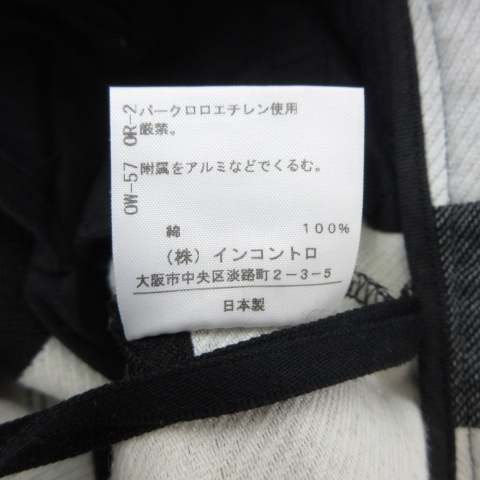 OR-2 パークロロエチレン使用
厳禁。
OW-57 附属をアルミなどでくるむ。
綿 100%
(株) インコントロ
大阪市中央区淡路町2-3-5
日本製